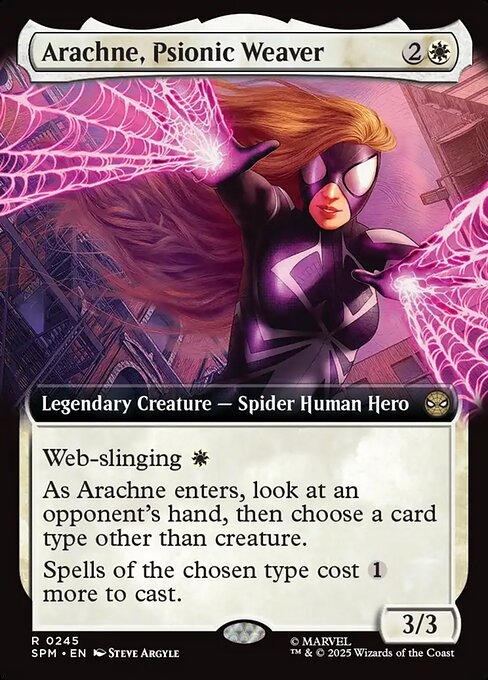 Arachne, Psionic Weaver 2
Legendary Creature — Spider Human Hero
Web-slinging
As Arachne enters, look at an
opponent's hand, then choose a card
type other than creature.
Spells of the chosen type cost 1
more to cast.
3/3
R 0245
SPM • EN Steve Argyle
© MARVEL
™ & © 2025 Wizards of the Coast